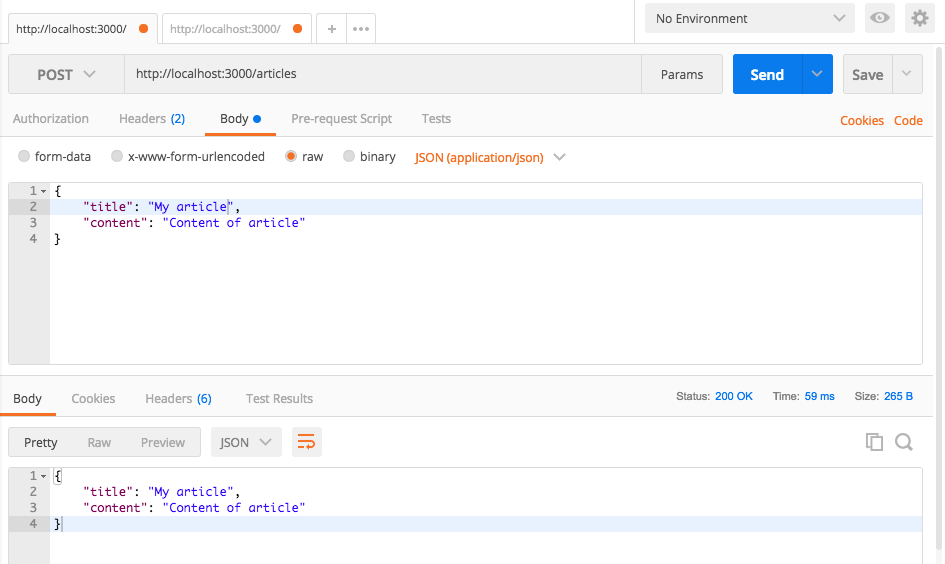 http://localhost:3000/ http://localhost:3000/ + ••• No Environment
POST http://localhost:3000/articles Params Send Save
Authorization Headers (2) Body Pre-request Script Tests Cookies Code
form-data x-www-form-urlencoded raw binary JSON (application/json)
1 {
2 "title": "My article",
3 "content": "Content of article"
4 }
Body Cookies Headers (6) Test Results Status: 200 OK Time: 59 ms Size: 265 B
Pretty Raw Preview JSON
1 {
2 "title": "My article",
3 "content": "Content of article"
4 }